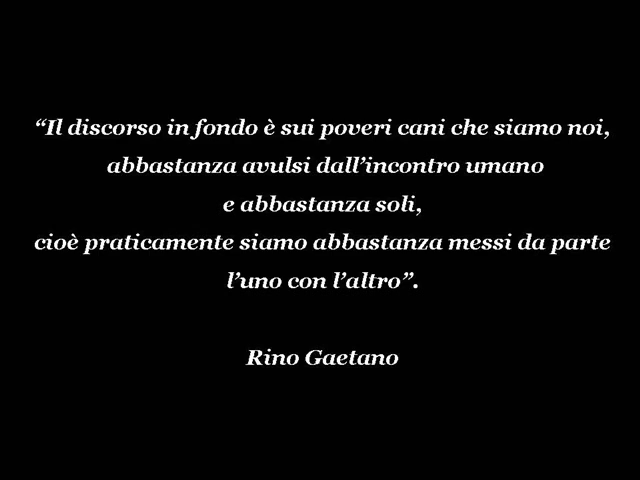 “Il discorso in fondo è sui poveri cani che siamo noi,
abbastanza avulsi dall’incontro umano
e abbastanza soli,
cioè praticamente siamo abbastanza messi da parte
l’uno con l’altro”.
Rino Gaetano